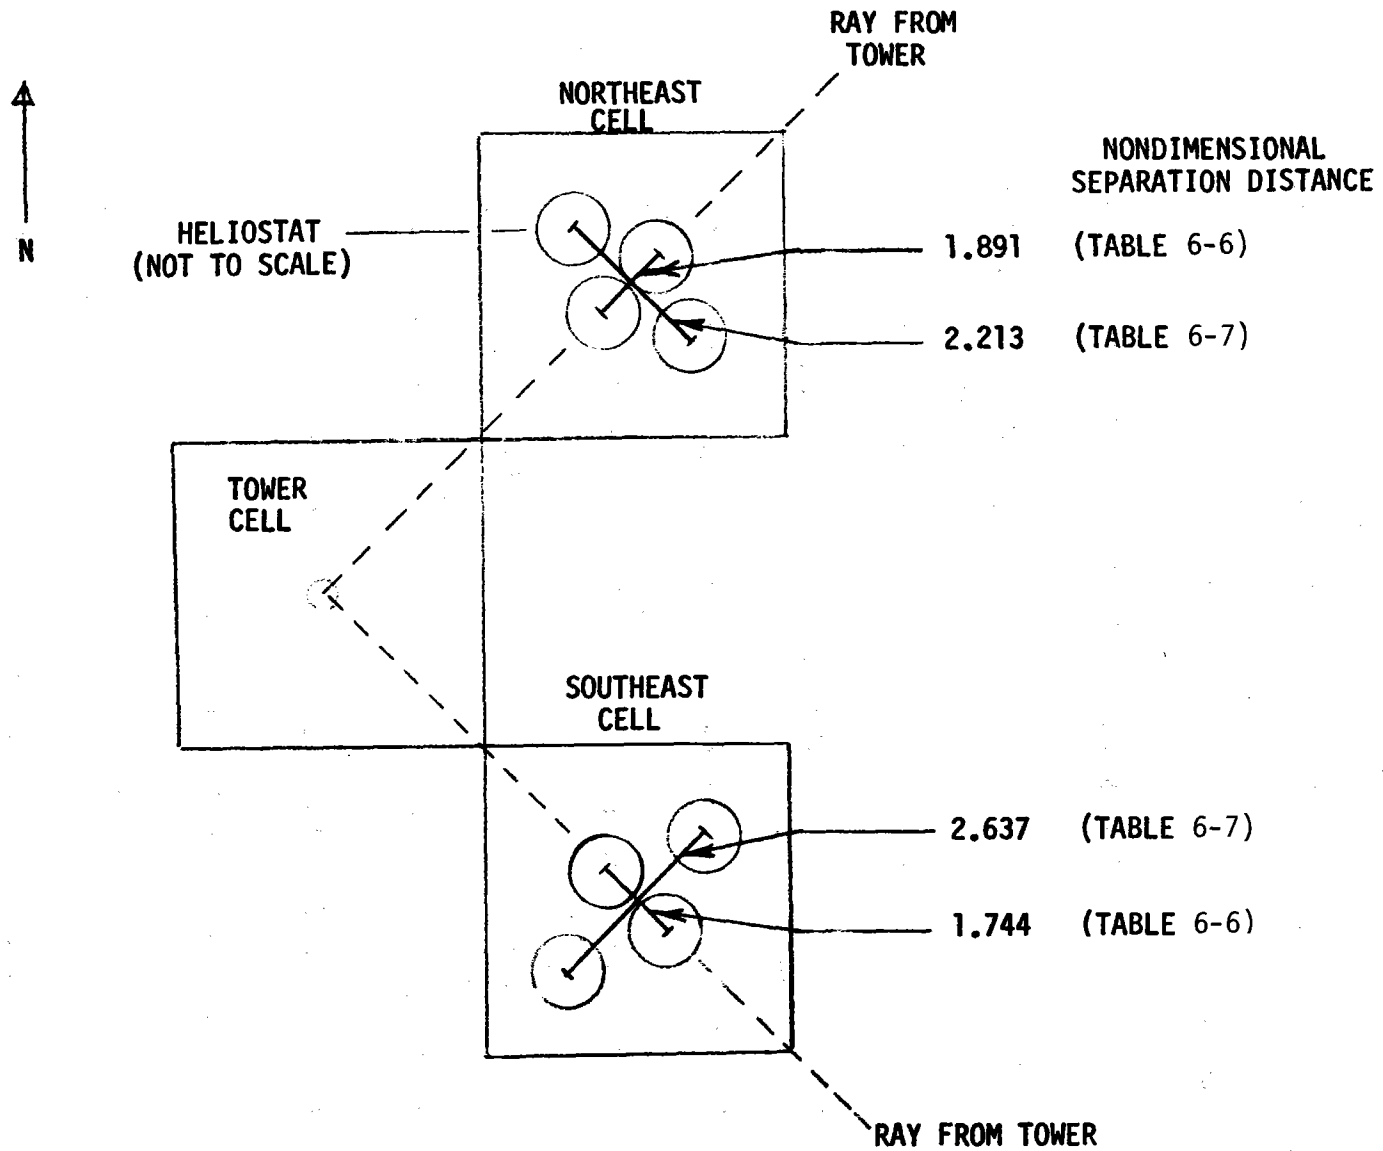 RAY FROM
TOWER
NORTHEAST
CELL
NONDIMENSIONAL
SEPARATION DISTANCE
N
HELIOSTAT
(NOT TO SCALE)
1.891 (TABLE 6-6)
2.213 (TABLE 6-7)
TOWER
CELL
SOUTHEAST
CELL
2.637 (TABLE 6-7)
1.744 (TABLE 6-6)
RAY FROM TOWER